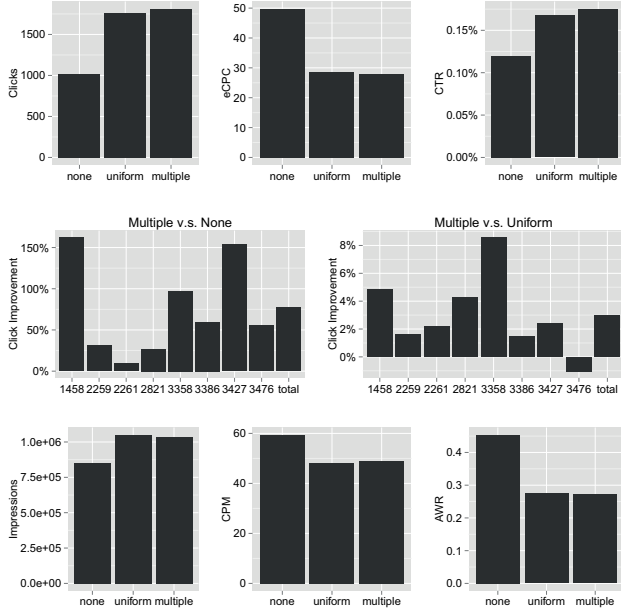 Clicks
1500
1000
500
0
none uniform multiple
eCPC
50
40
30
20
10
0
none uniform multiple
CTR
0.15%
0.10%
0.05%
0.00%
none uniform multiple
Multiple v.s. None
Click Improvement
150%
100%
50%
0%
1458 2259 2261 2821 3358 3386 3427 3476 total
Multiple v.s. Uniform
Click Improvement
8%
6%
4%
2%
0%
1458 2259 2261 2821 3358 3386 3427 3476 total
Impressions
1.0e+06
7.5e+05
5.0e+05
2.5e+05
0.0e+00
none uniform multiple
CPM
60
40
20
0
none uniform multiple
AWR
0.4
0.3
0.2
0.1
0.0
none uniform multiple